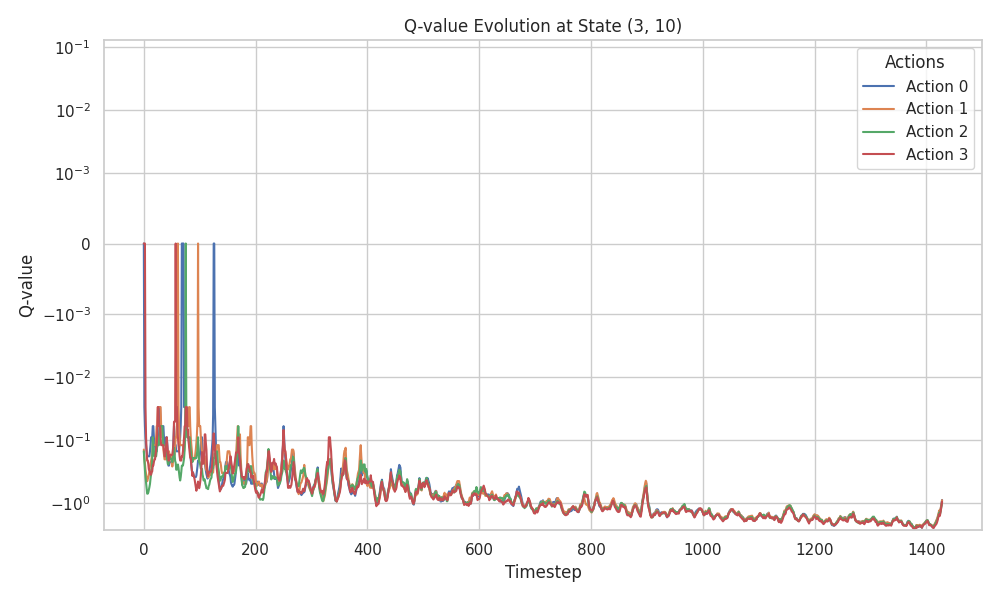 Q-value Evolution at State (3, 10)
Q-value
10⁻¹
10⁻²
10⁻³
0
−10⁻³
−10⁻²
−10⁻¹
−10⁰
Actions
Action 0
Action 1
Action 2
Action 3
0 200 400 600 800 1000 1200 1400
Timestep